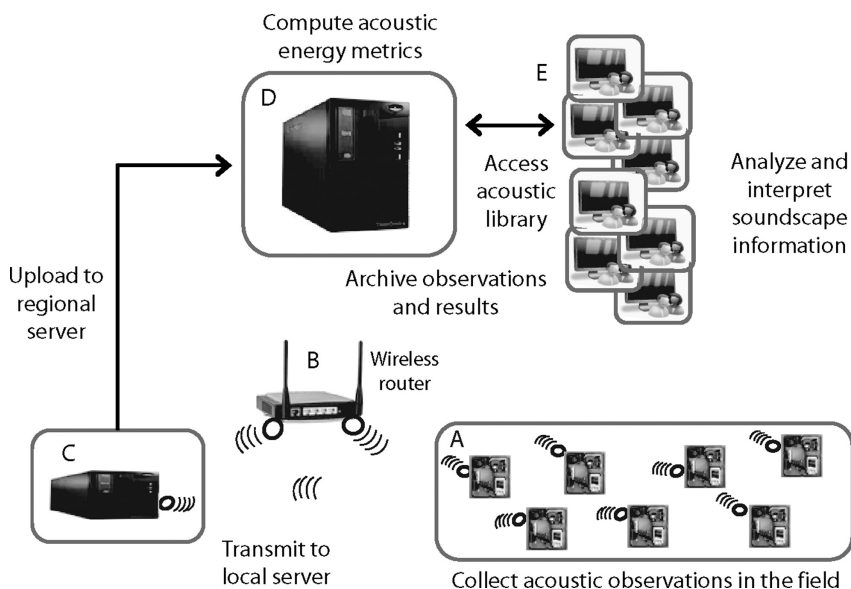 Compute acoustic
energy metrics
D
E
Access
acoustic
library
Analyze and
interpret
soundscape
information
Archive observations
and results
Upload to
regional
server
B
Wireless
router
C
A
Transmit to
local server
Collect acoustic observations in the field